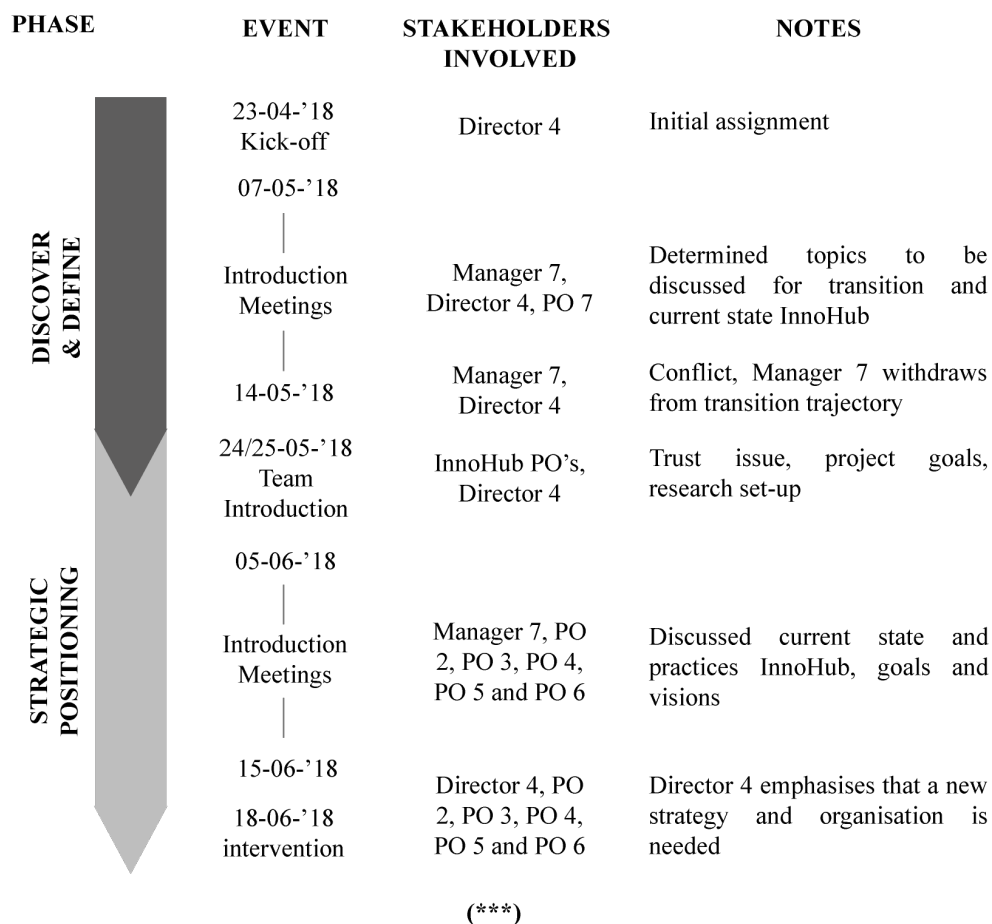 PHASE
EVENT
STAKEHOLDERS
INVOLVED
NOTES
DISCOVER
& DEFINE
23-04-’18
Kick-off
Director 4
Initial assignment
07-05-’18
Introduction
Meetings
Manager 7,
Director 4, PO 7
Determined topics to be
discussed for transition and
current state InnoHub
14-05-’18
Manager 7,
Director 4
Conflict, Manager 7 withdraws
from transition trajectory
STRATEGIC
POSITIONING
24/25-05-’18
Team
Introduction
InnoHub PO’s,
Director 4
Trust issue, project goals,
research set-up
05-06-’18
Introduction
Meetings
Manager 7, PO
2, PO 3, PO 4,
PO 5 and PO 6
Discussed current state and
practices InnoHub, goals and
visions
15-06-’18
18-06-’18
intervention
Director 4, PO
2, PO 3, PO 4,
PO 5 and PO 6
Director 4 emphasises that a new
strategy and organisation is
needed
(***)